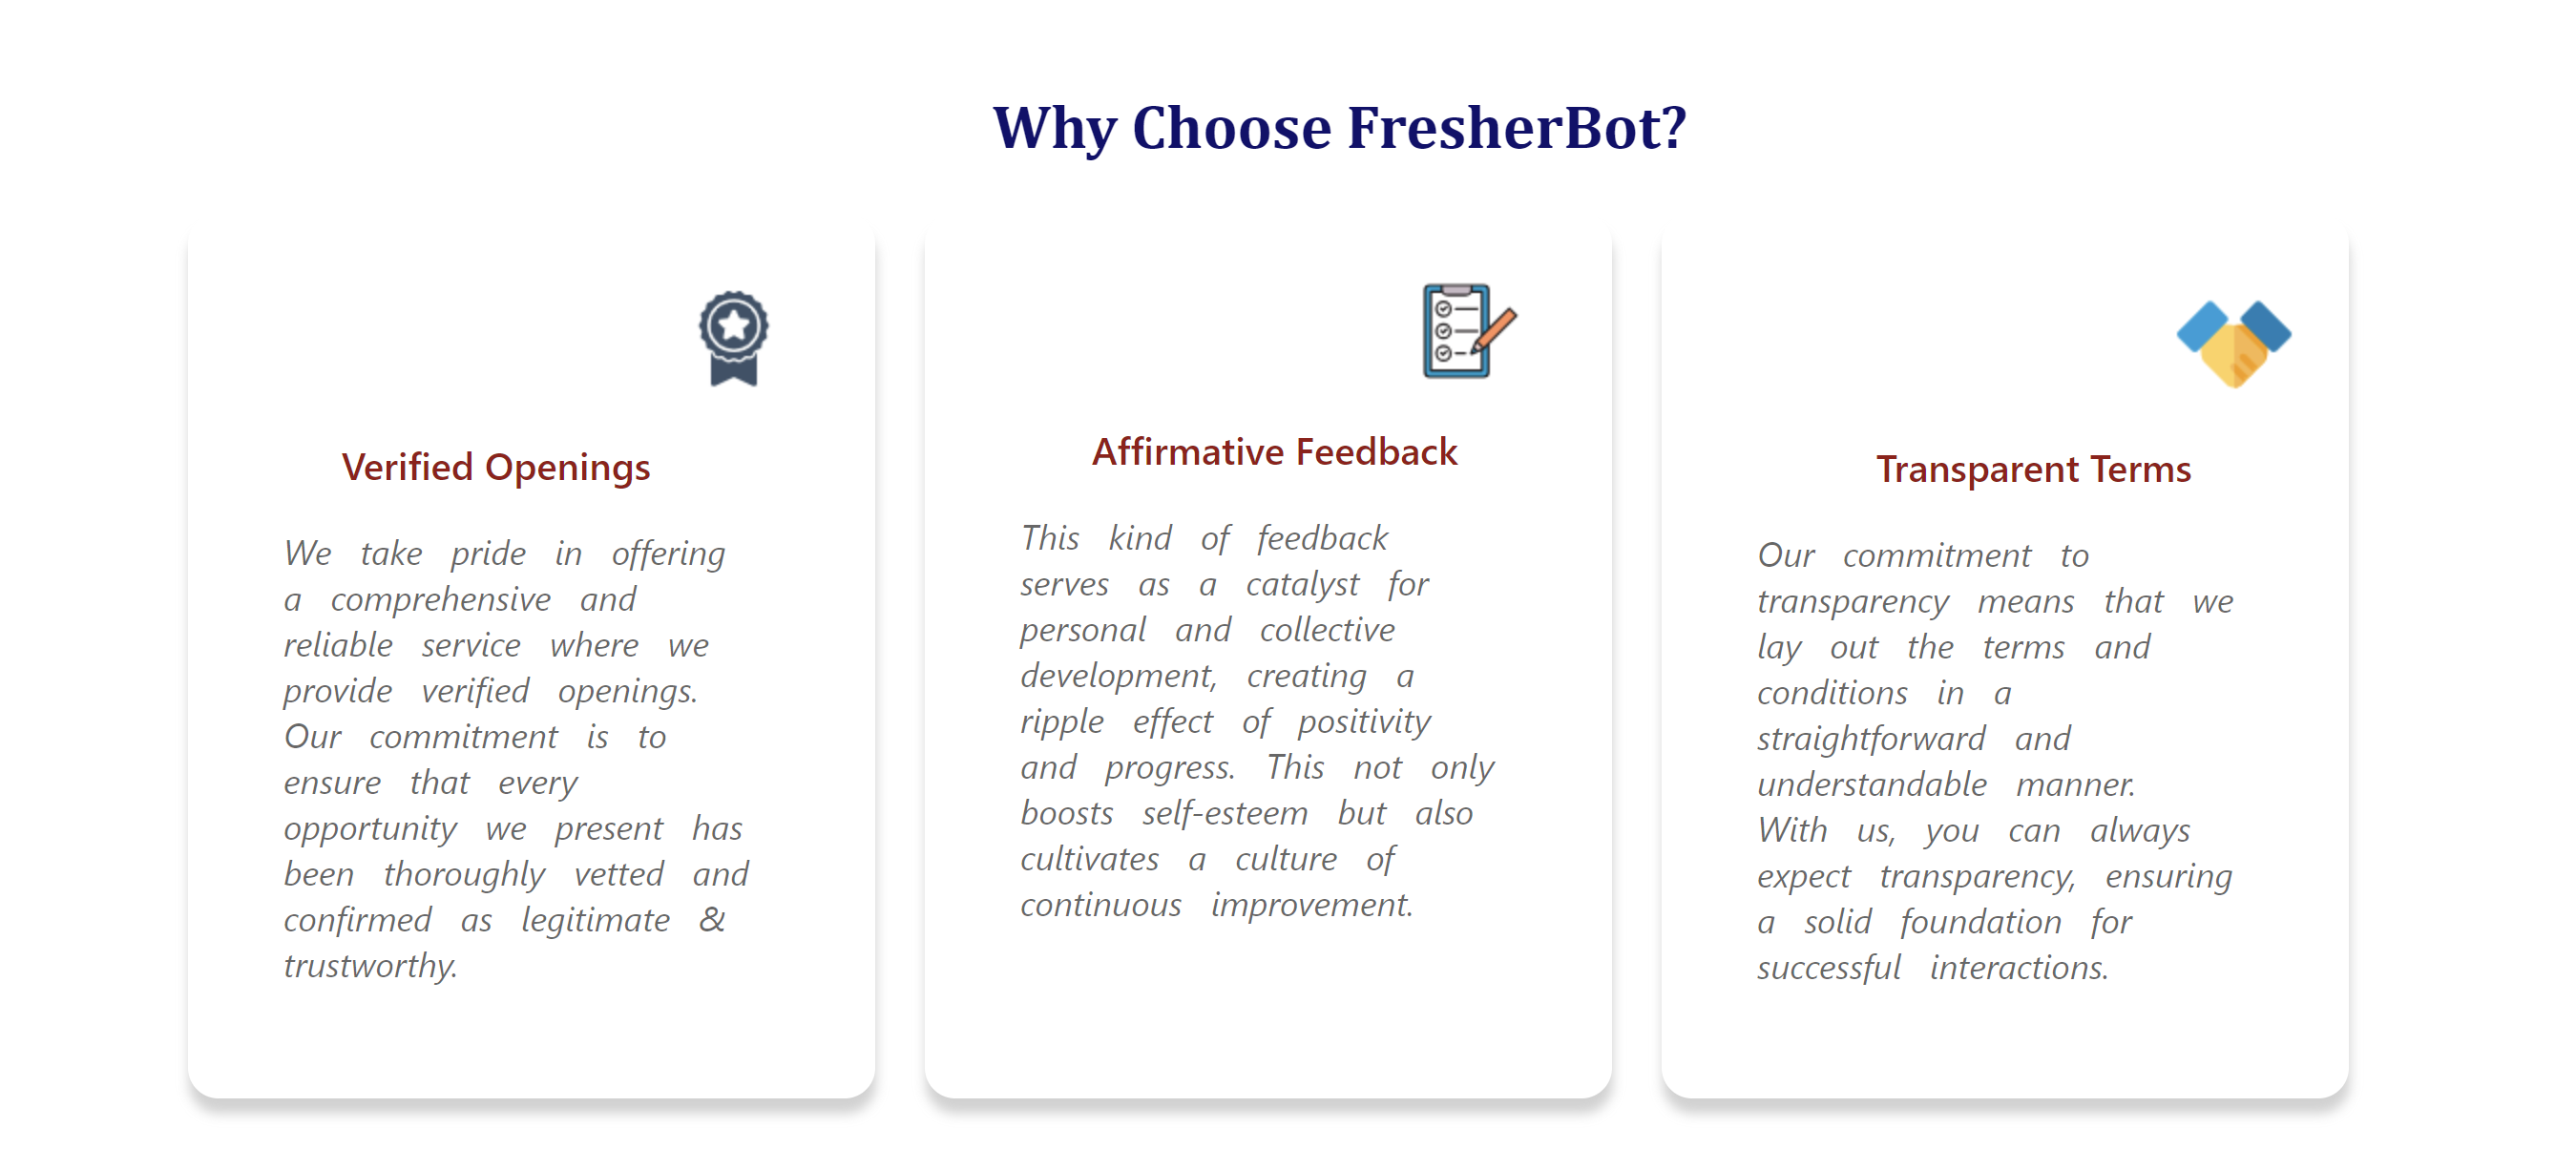 Why Choose FresherBot?
Verified Openings
We take pride in offering
a comprehensive and
reliable service where we
provide verified openings.
Our commitment is to
ensure that every
opportunity we present has
been thoroughly vetted and
confirmed as legitimate &
trustworthy.
Affirmative Feedback
This kind of feedback
serves as a catalyst for
personal and collective
development, creating a
ripple effect of positivity
and progress. This not only
boosts self-esteem but also
cultivates a culture of
continuous improvement.
Transparent Terms
Our commitment to
transparency means that we
lay out the terms and
conditions in a
straightforward and
understandable manner.
With us, you can always
expect transparency, ensuring
a solid foundation for
successful interactions.